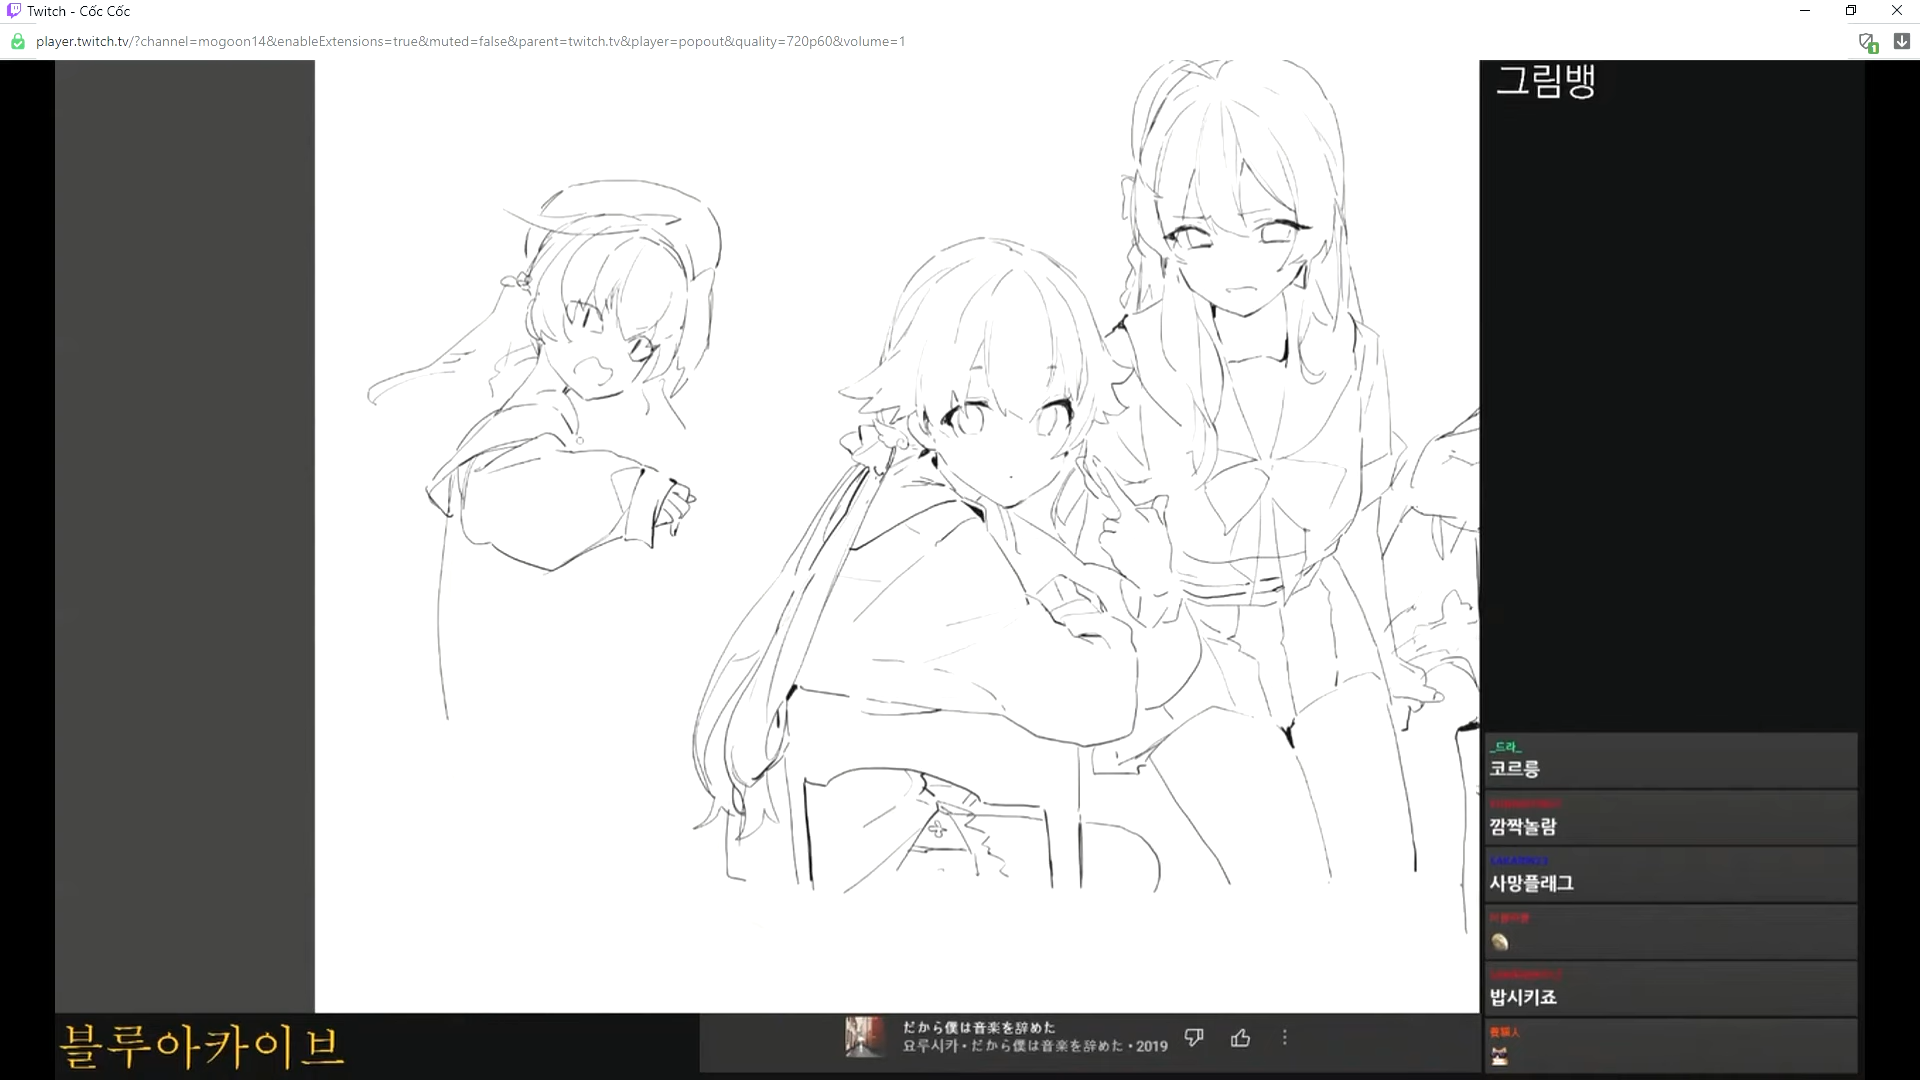 Twitch - Cốc Cốc
player.twitch.tv/?channel=mogoon14&enableExtensions=true&muted=false&parent=twitch.tv&player=popout&quality=720p60&volume=1
1
그림뱅
_드라_
코르릉
깜짝놀람
사망플래그
밥시키죠
블루아카이브
だから僕は音楽を辞めた
요루시카 • だから僕は音楽を辞めた • 2019